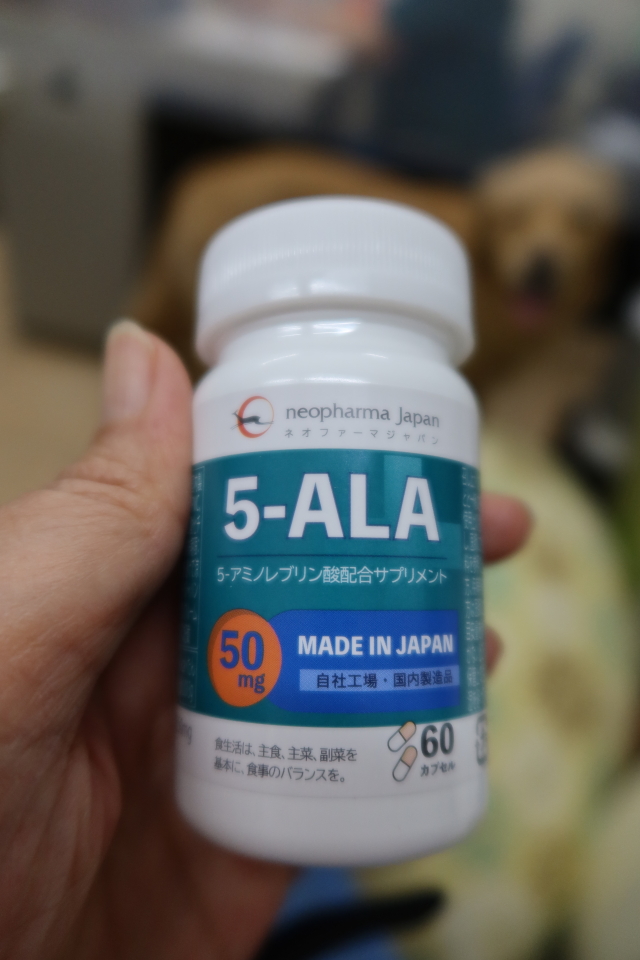 neopharma Japan
ネオファーマジャパン
5-ALA
5-アミノレブリン酸配合サプリメント
50
mg
MADE IN JAPAN
自社工場・国内製造品
食生活は、主食、主菜、副菜を
基本に、食事のバランスを。
60
カプセル